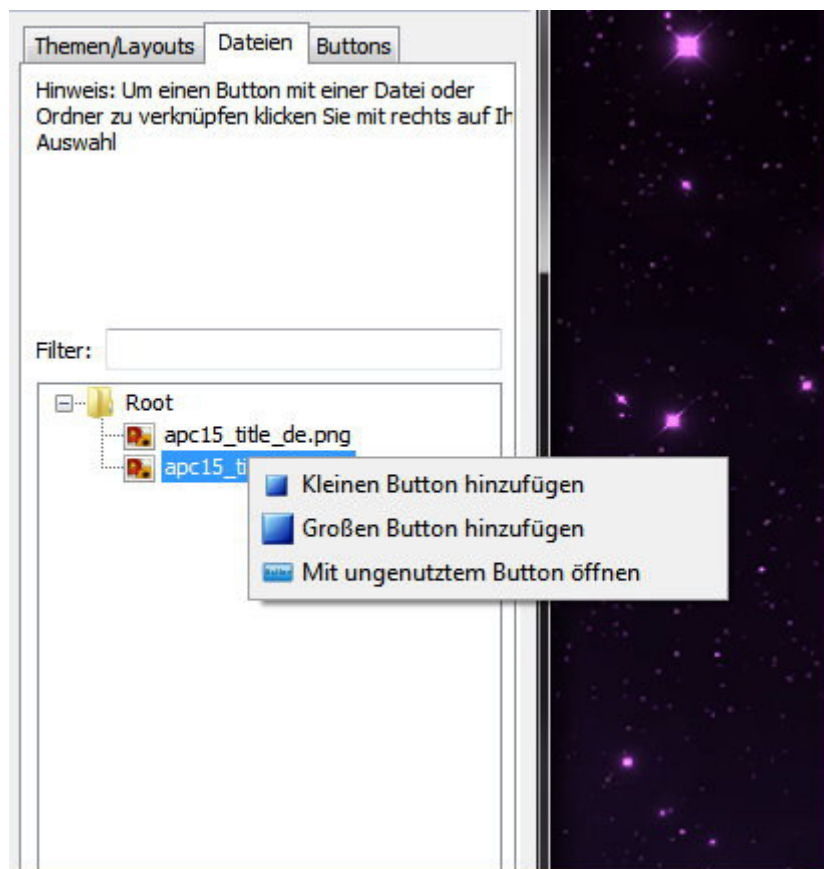 Themen/Layouts Dateien Buttons
Hinweis: Um einen Button mit einer Datei oder
Ordner zu verknüpfen klicken Sie mit rechts auf Ih
Auswahl
Filter:
Root
apc15_title_de.png
apc15_ti
Kleinen Button hinzufügen
Großen Button hinzufügen
Mit ungenutztem Button öffnen